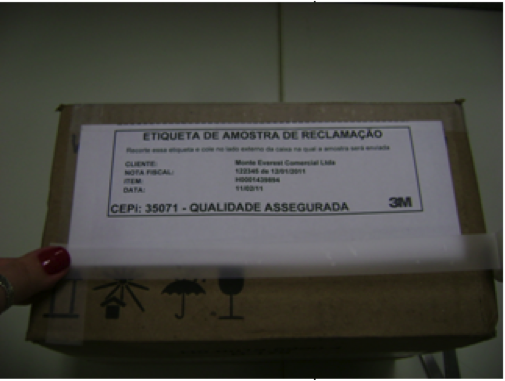 ETIQUETA DE AMOSTRA DE RECLAMAÇÃO
Recorte essa etiqueta e cole no lado externo da caixa na qual a amostra será enviada
CLIENTE: Monte Everest Comercial Ltda
NOTA FISCAL: 122345 de 12/01/2011
ITEM: H0001439894
DATA: 11/02/11
CEPi: 35071 - QUALIDADE ASSEGURADA 3M